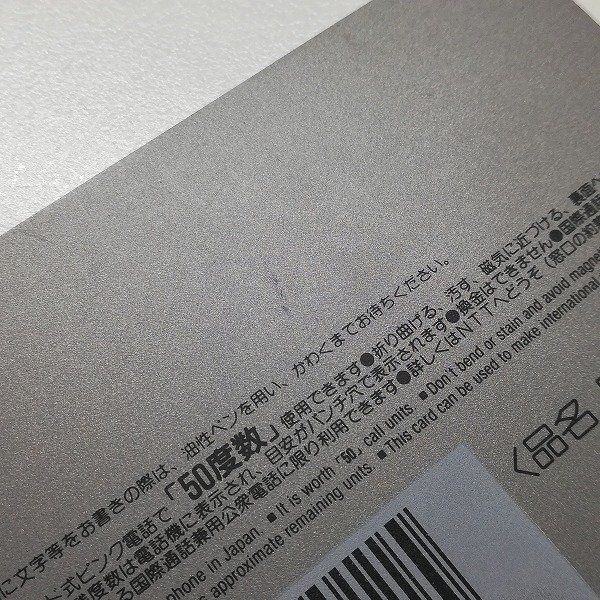 に文字等をお書きの際は、油性ペンを用い、かわくまでお待ちください。
ド式ピンク電話で「50度数」使用できます●折り曲げる、汚す、磁気に近づける、裏面へ
度数は電話機に表示され、目安がパンチ穴で表示されます●換金はできません●国際通話
る国際通話兼用公衆電話に限り利用できます●詳しくはNTTへどうぞ（窓口の約
phone in Japan. ■ It is worth「50」call units. ■ Don't bend or stain and avoid magne
s approximate remaining units. ■ This card can be used to make international
〈品名